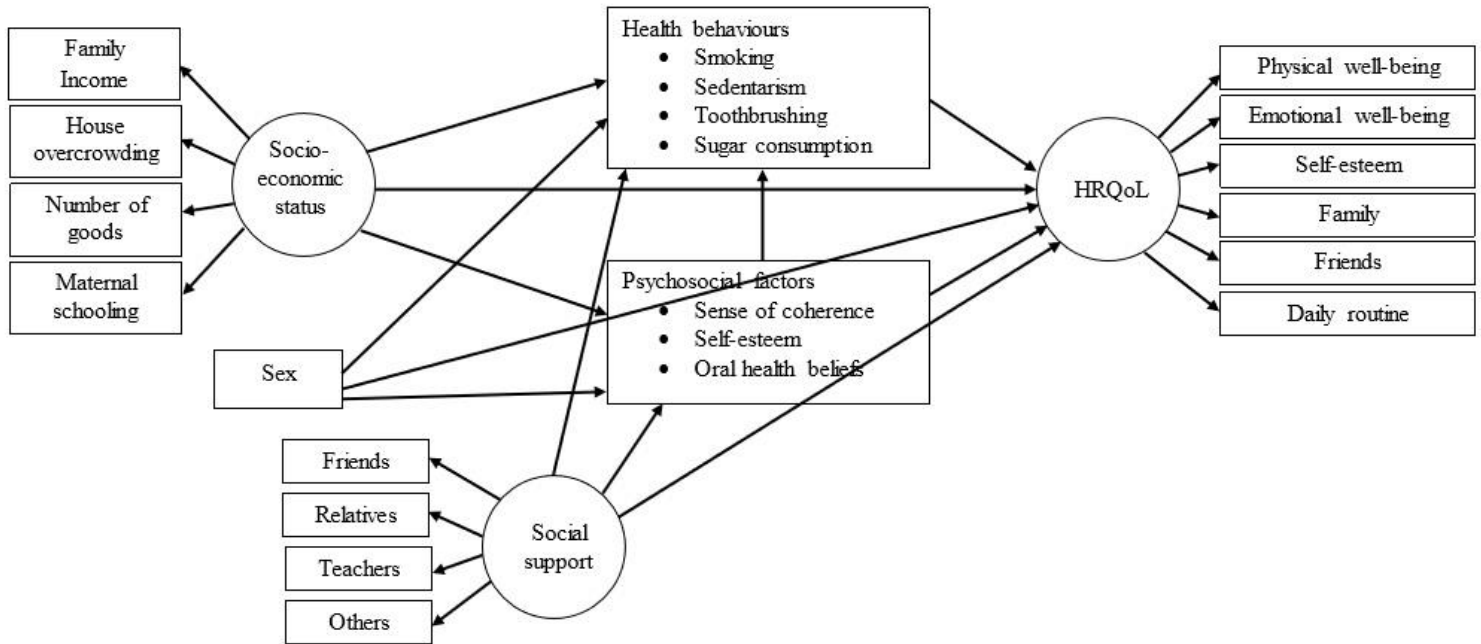 Family
Income
House
overcrowding
Number of
goods
Maternal
schooling
Socio-
economic
status
Sex
Friends
Relatives
Teachers
Others
Social
support
Health behaviours
• Smoking
• Sedentarism
• Toothbrushing
• Sugar consumption
Psychosocial factors
• Sense of coherence
• Self-esteem
• Oral health beliefs
HRQoL
Physical well-being
Emotional well-being
Self-esteem
Family
Friends
Daily routine